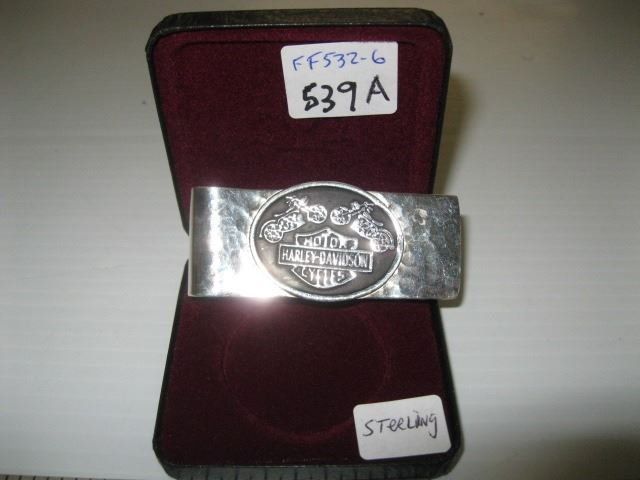 FF532-6
539A
MOTOR
HARLEY-DAVIDSON
CYCLES
STerLiNg